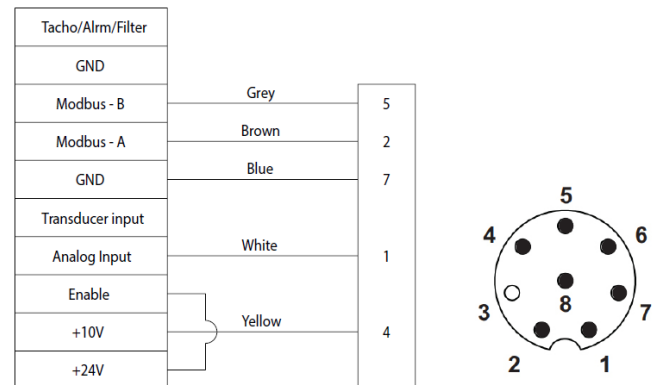 Tacho/Alrm/Filter
GND
Modbus - B
Grey
5
Modbus - A
Brown
2
GND
Blue
7
Transducer input
Analog Input
White
1
Enable
+10V
Yellow
4
+24V
5
4
6
3
8
7
2
1